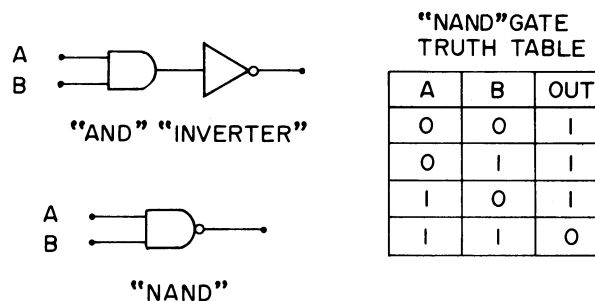 A
B
“AND” “INVERTER”
A
B
“NAND”
“NAND” GATE
TRUTH TABLE
A B OUT
0 0 1
0 1 1
1 0 1
1 1 0